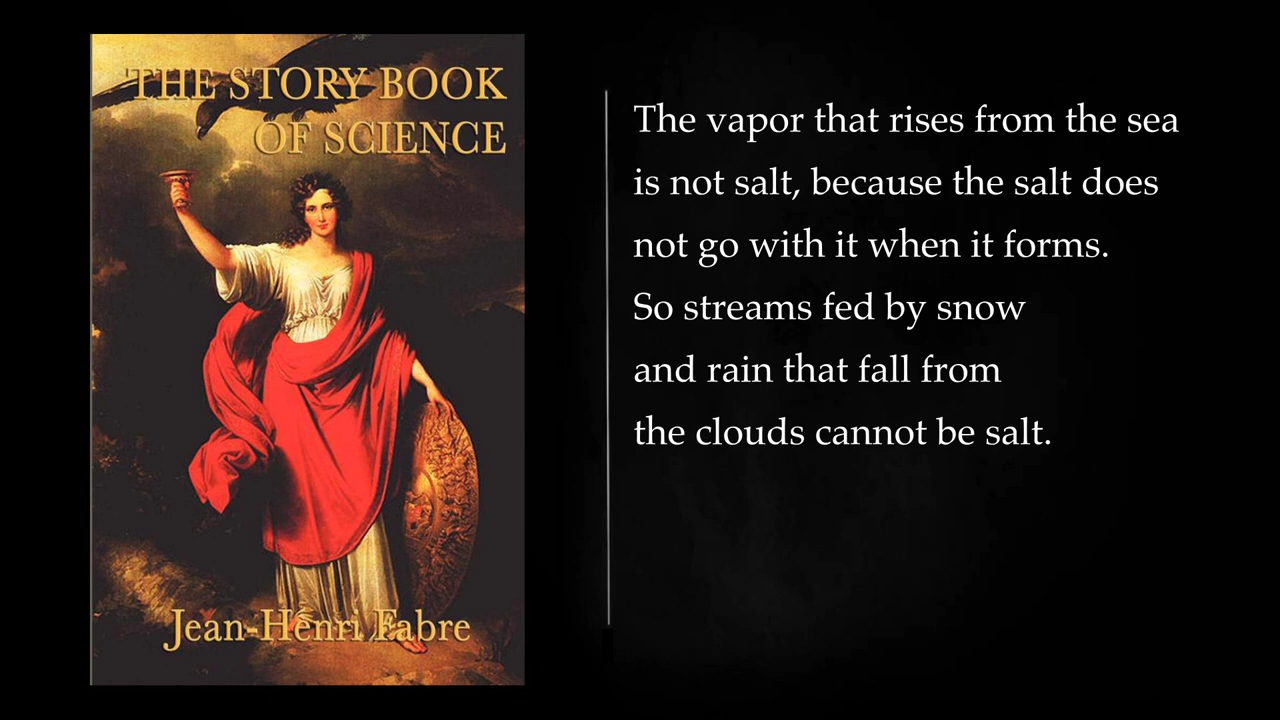 THE STORY BOOK
OF SCIENCE
Jean-Henri Fabre
The vapor that rises from the sea
is not salt, because the salt does
not go with it when it forms.
So streams fed by snow
and rain that fall from
the clouds cannot be salt.